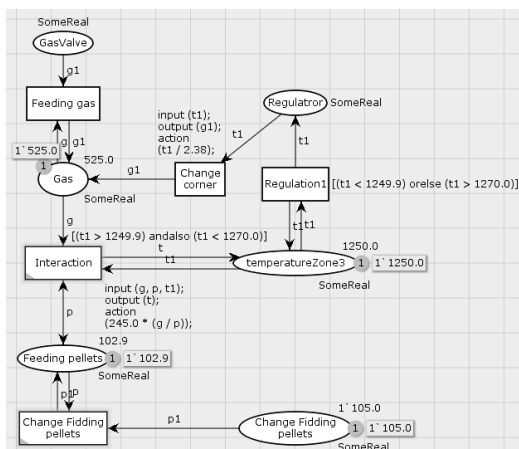 SomeReal
GasValve
g1
Feeding gas
Regulatror
SomeReal
input (t1);
output (g1);
action
(t1 / 2.38);
t1
t1
1`525.0
g
g1
1
525.0
Gas
g1
Change
corner
Regulation1
[(t1 < 1249.9) orelse (t1 > 1270.0)]
SomeReal
g
t1
t1
[(t1 > 1249.9) andalso (t1 < 1270.0)]
t
1250.0
Interaction
t1
temperatureZone3
1
1`1250.0
SomeReal
input (g, p, t1);
output (t);
action
(245.0 * (g / p));
p
102.9
Feeding pellets
1
1`102.9
SomeReal
p1
p
1`105.0
Change Fidding
pellets
p1
Change Fidding
pellets
1
1`105.0
SomeReal